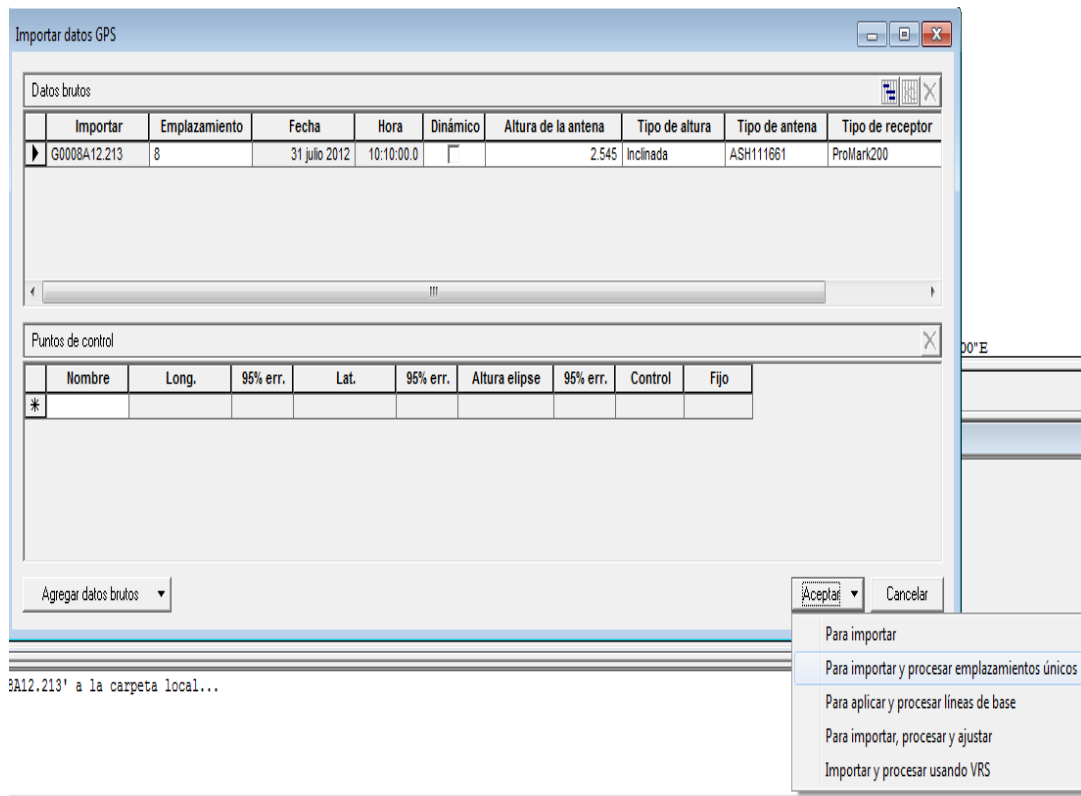 Importar datos GPS
Datos brutos
Importar Emplazamiento Fecha Hora Dinámico Altura de la antena Tipo de altura Tipo de antena Tipo de receptor
G0008A12.213 8 31 julio 2012 10:10:00.0 2.545 Inclinada ASH111661 ProMark200
Puntos de control
00"E
Nombre Long. 95% err. Lat. 95% err. Altura elipse 95% err. Control Fijo
Agregar datos brutos Aceptar Cancelar
Para importar
Para importar y procesar emplazamientos únicos
8A12.213' a la carpeta local...
Para aplicar y procesar líneas de base
Para importar, procesar y ajustar
Importar y procesar usando VRS